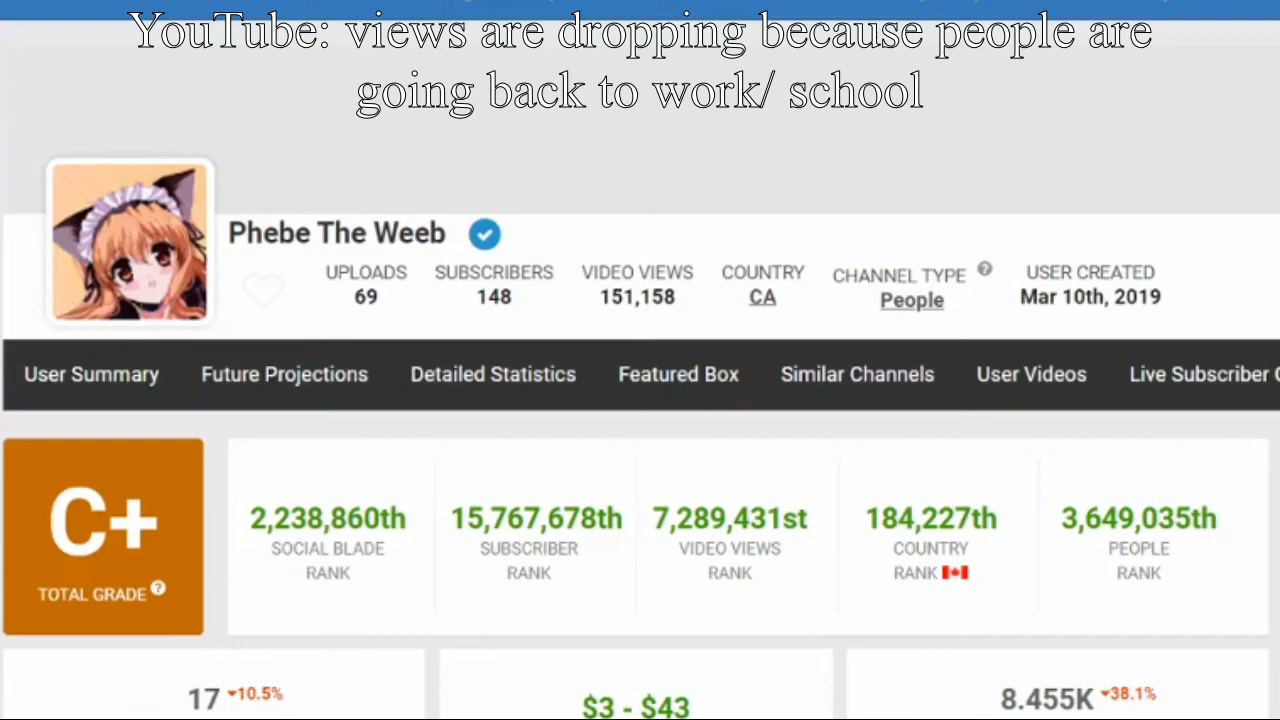 YouTube: views are dropping because people are
going back to work/ school
Phebe The Weeb
UPLOADS SUBSCRIBERS VIDEO VIEWS COUNTRY CHANNEL TYPE USER CREATED
69 148 151,158 CA People Mar 10th, 2019
User Summary Future Projections Detailed Statistics Featured Box Similar Channels User Videos Live Subscriber
C+
TOTAL GRADE
2,238,860th 15,767,678th 7,289,431st 184,227th 3,649,035th
SOCIAL BLADE SUBSCRIBER VIDEO VIEWS COUNTRY PEOPLE
RANK RANK RANK RANK RANK
17 10.5% $3 - $43 8.455K 38.1%